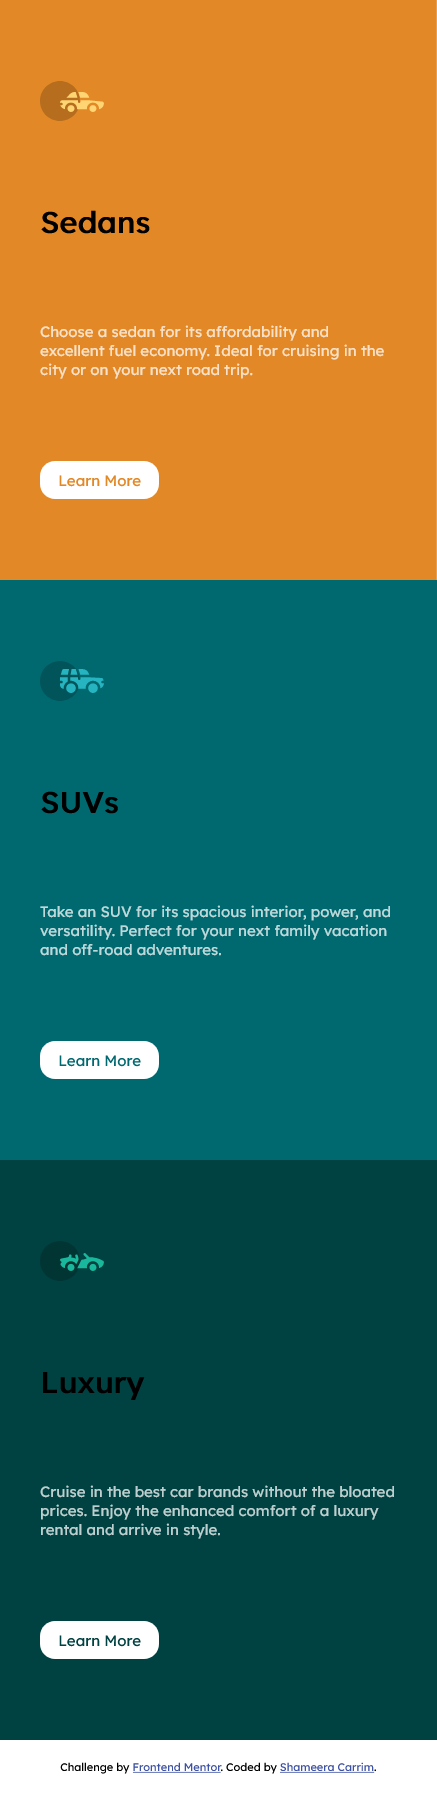 Sedans
Choose a sedan for its affordability and
excellent fuel economy. Ideal for cruising in the
city or on your next road trip.
Learn More
SUVs
Take an SUV for its spacious interior, power, and
versatility. Perfect for your next family vacation
and off-road adventures.
Learn More
Luxury
Cruise in the best car brands without the bloated
prices. Enjoy the enhanced comfort of a luxury
rental and arrive in style.
Learn More
Challenge by Frontend Mentor. Coded by Shameera Carrim.